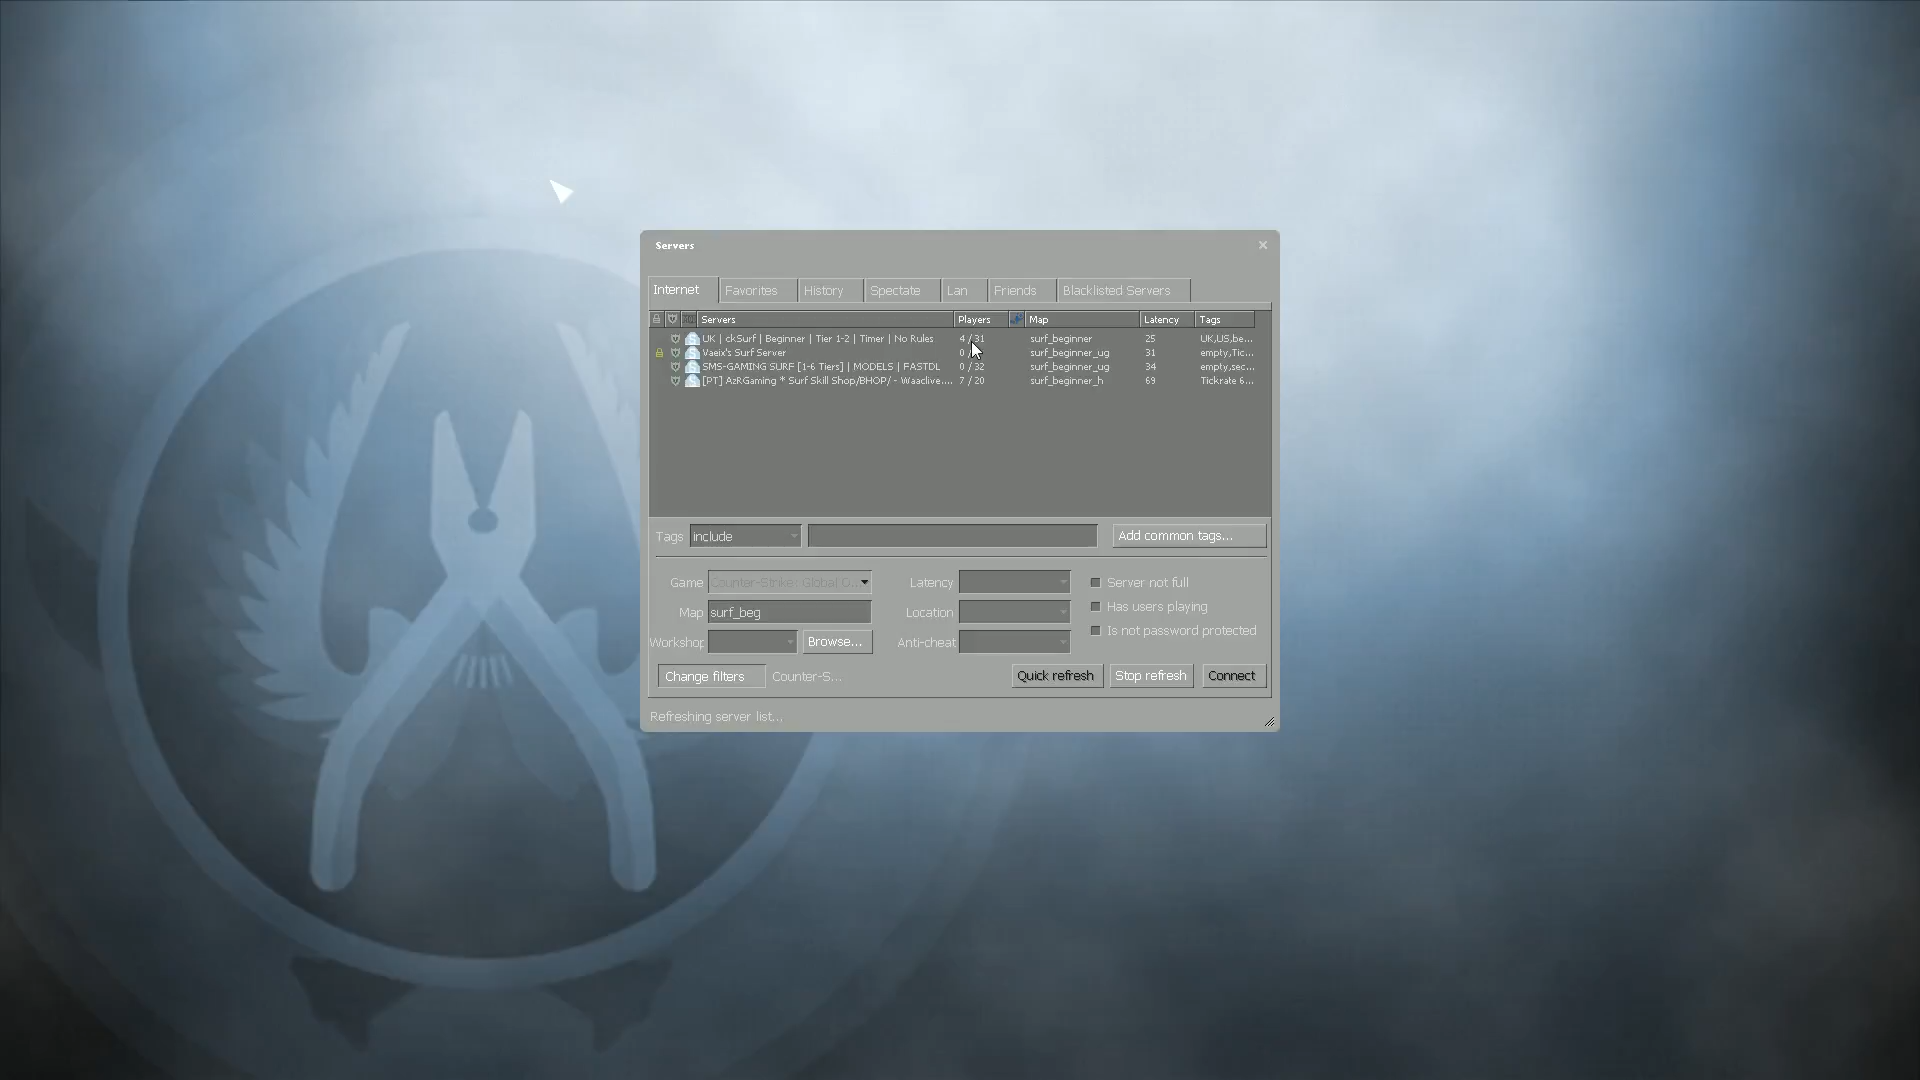 Servers
Internet Favorites History Spectate Lan Friends Blacklisted Servers
Servers Players Map Latency Tags
UK | ckSurf | Beginner | Tier 1-2 | Timer | No Rules 4 / 31 surf_beginner 25 UK,US,be...
Vaeix's Surf Server 0 surf_beginner_ug 31 empty,Tic...
SMS-GAMING SURF [1-6 Tiers] | MODELS | FASTDL 0 / 32 surf_beginner_ug 34 empty,sec...
[PT] AzRGaming * Surf Skill Shop/BHOP/ - Waaclive.... 7 / 20 surf_beginner_h 69 Tickrate 6...
Tags include Add common tags...
Game Counter-Strike: Global O... Latency Server not full
Map surf_beg Location Has users playing
Workshop Browse... Anti-cheat Is not password protected
Change filters Counter-S... Quick refresh Stop refresh Connect
Refreshing server list...